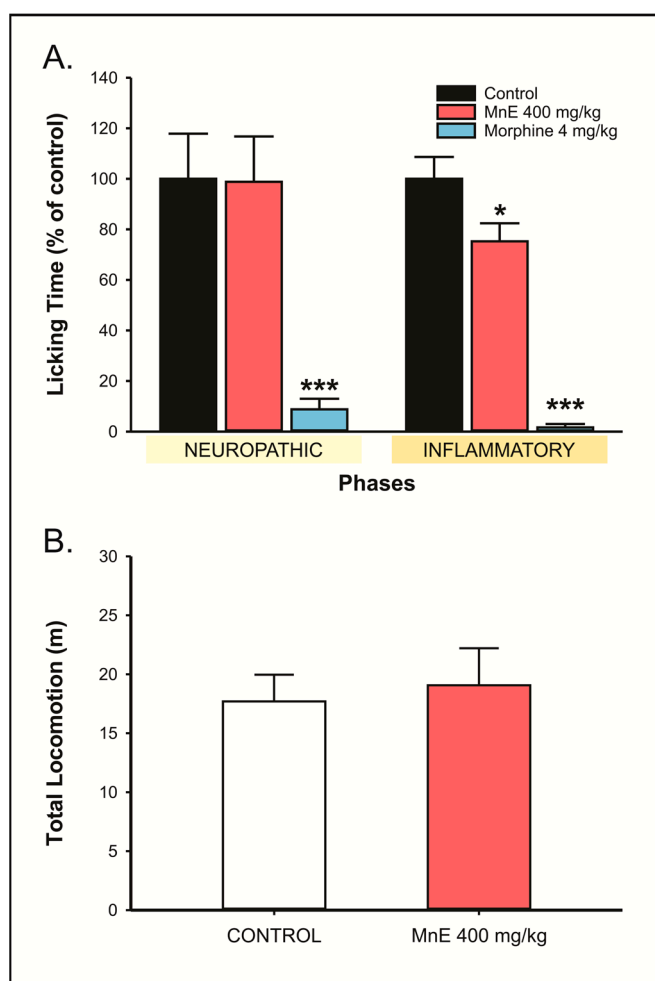 A.
Licking Time (% of control)
140
120
100
80
60
40
20
0
Control
MnE 400 mg/kg
Morphine 4 mg/kg
***
*
***
NEUROPATHIC
INFLAMMATORY
Phases
B.
Total Locomotion (m)
30
25
20
15
10
5
0
CONTROL
MnE 400 mg/kg